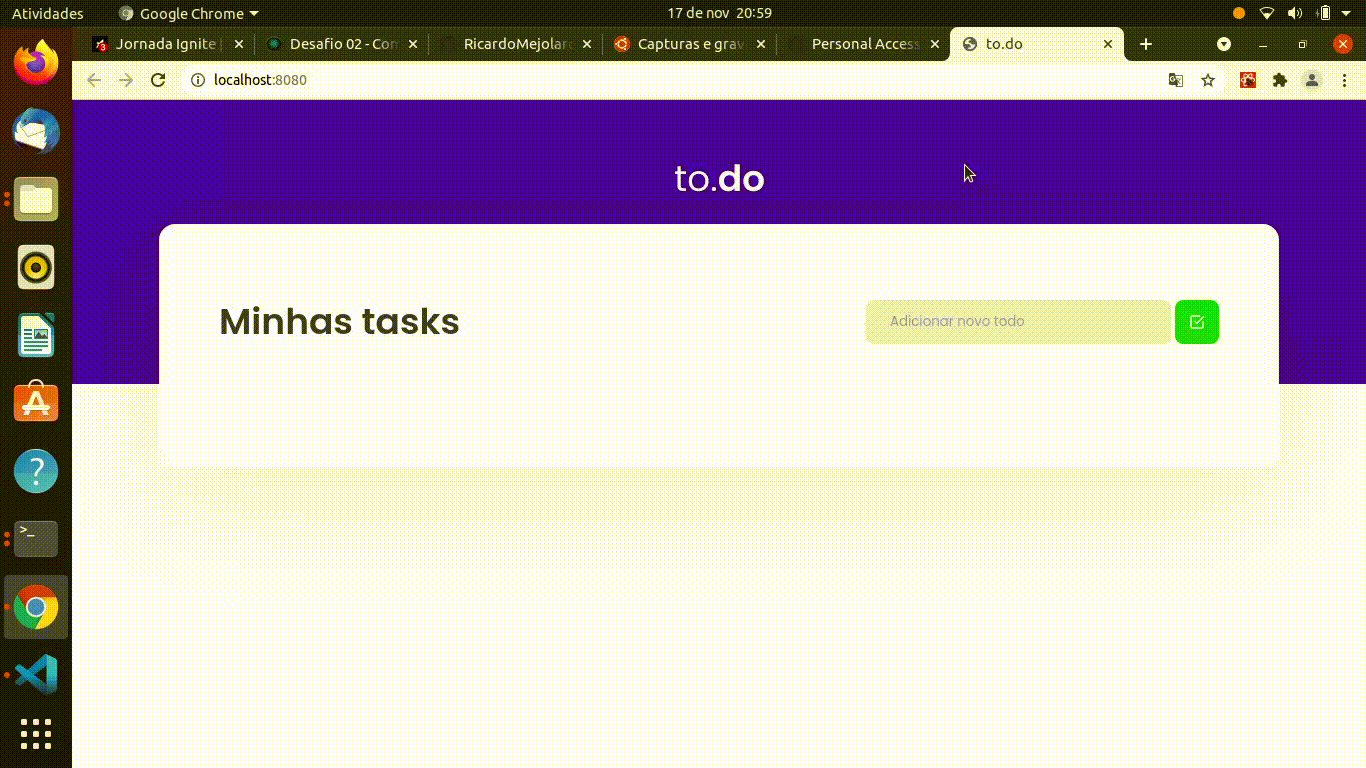 Atividades
Google Chrome
17 de nov 20:59
Jornada Ignite
Desafio 02 - Con
RicardoMejolar
Capturas e grav
Personal Access
to.do
localhost:8080
to.do
Minhas tasks
Adicionar novo todo